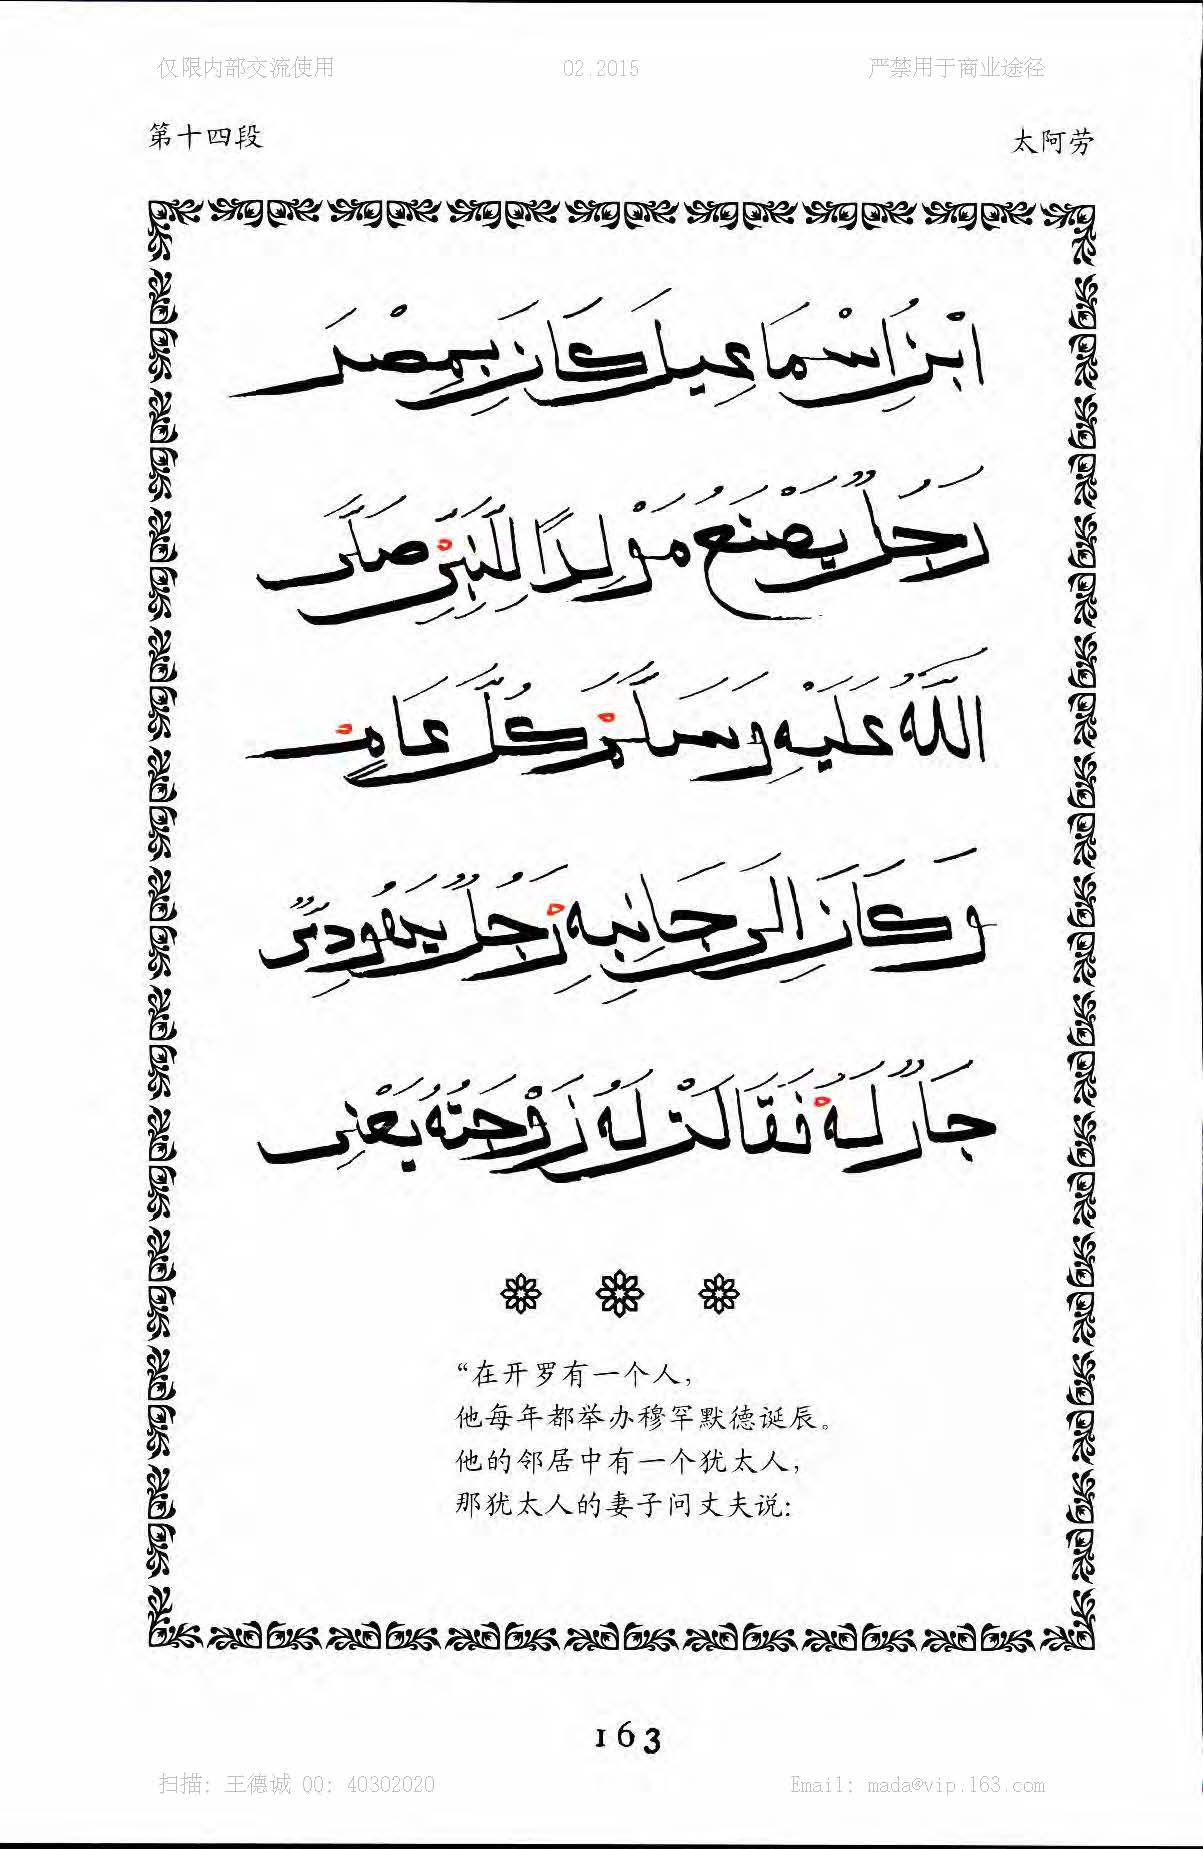 仅限内部交流使用 02.2015 严禁用于商业途径
第十四段 太阿劳
ابْنُ اسْمَاعِيلَ كَانَ بِمِصْرَ
رَجُلٌ يَصْنَعُ مَوْلِدًا لِلنَّبِيِّ صَلَّى
اللَّهُ عَلَيْهِ وَسَلَّمَ كُلَّ عَامٍ
وَكَانَ إِلَى جَانِبِهِ رَجُلٌ يَهُودِيٌّ
جَارٌ لَهُ فَقَالَتْ لَهُ زَوْجَتُهُ يَعْنِي
“在开罗有一个人，
他每年都举办穆罕默德诞辰。
他的邻居中有一个犹太人，
那犹太人的妻子问丈夫说：
163
扫描：王德诚 QQ：40302020 Email: mada@vip.163.com